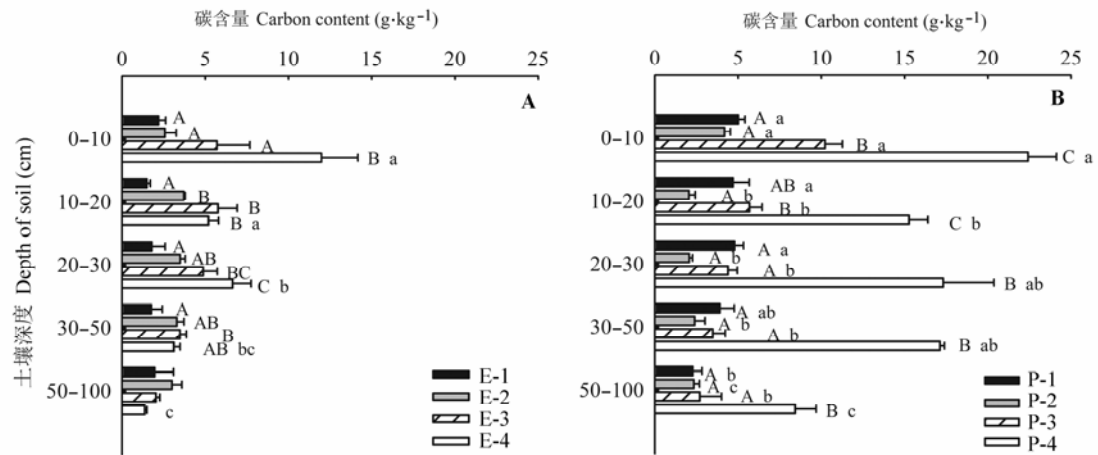 碳含量 Carbon content (g·kg⁻¹)
0 5 10 15 20 25
A
土壤深度 Depth of soil (cm)
0–10
A
A
A
B a
10–20
A
B
B
B a
20–30
A
AB
BC
C b
30–50
A
AB
B
AB bc
50–100
c
E-1
E-2
E-3
E-4
碳含量 Carbon content (g·kg⁻¹)
0 5 10 15 20 25
B
0–10
A a
A a
B a
C a
10–20
AB a
A b
B b
C b
20–30
A a
A b
A b
B ab
30–50
A ab
A b
A b
B ab
50–100
A b
A c
A b
B c
P-1
P-2
P-3
P-4